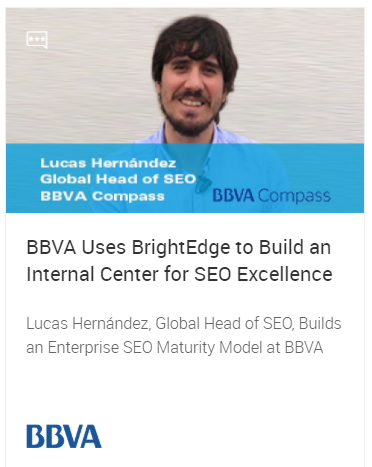 Lucas Hernández
Global Head of SEO
BBVA Compass
BBVA Compass
BBVA Uses BrightEdge to Build an
Internal Center for SEO Excellence
Lucas Hernández, Global Head of SEO, Builds
an Enterprise SEO Maturity Model at BBVA
BBVA